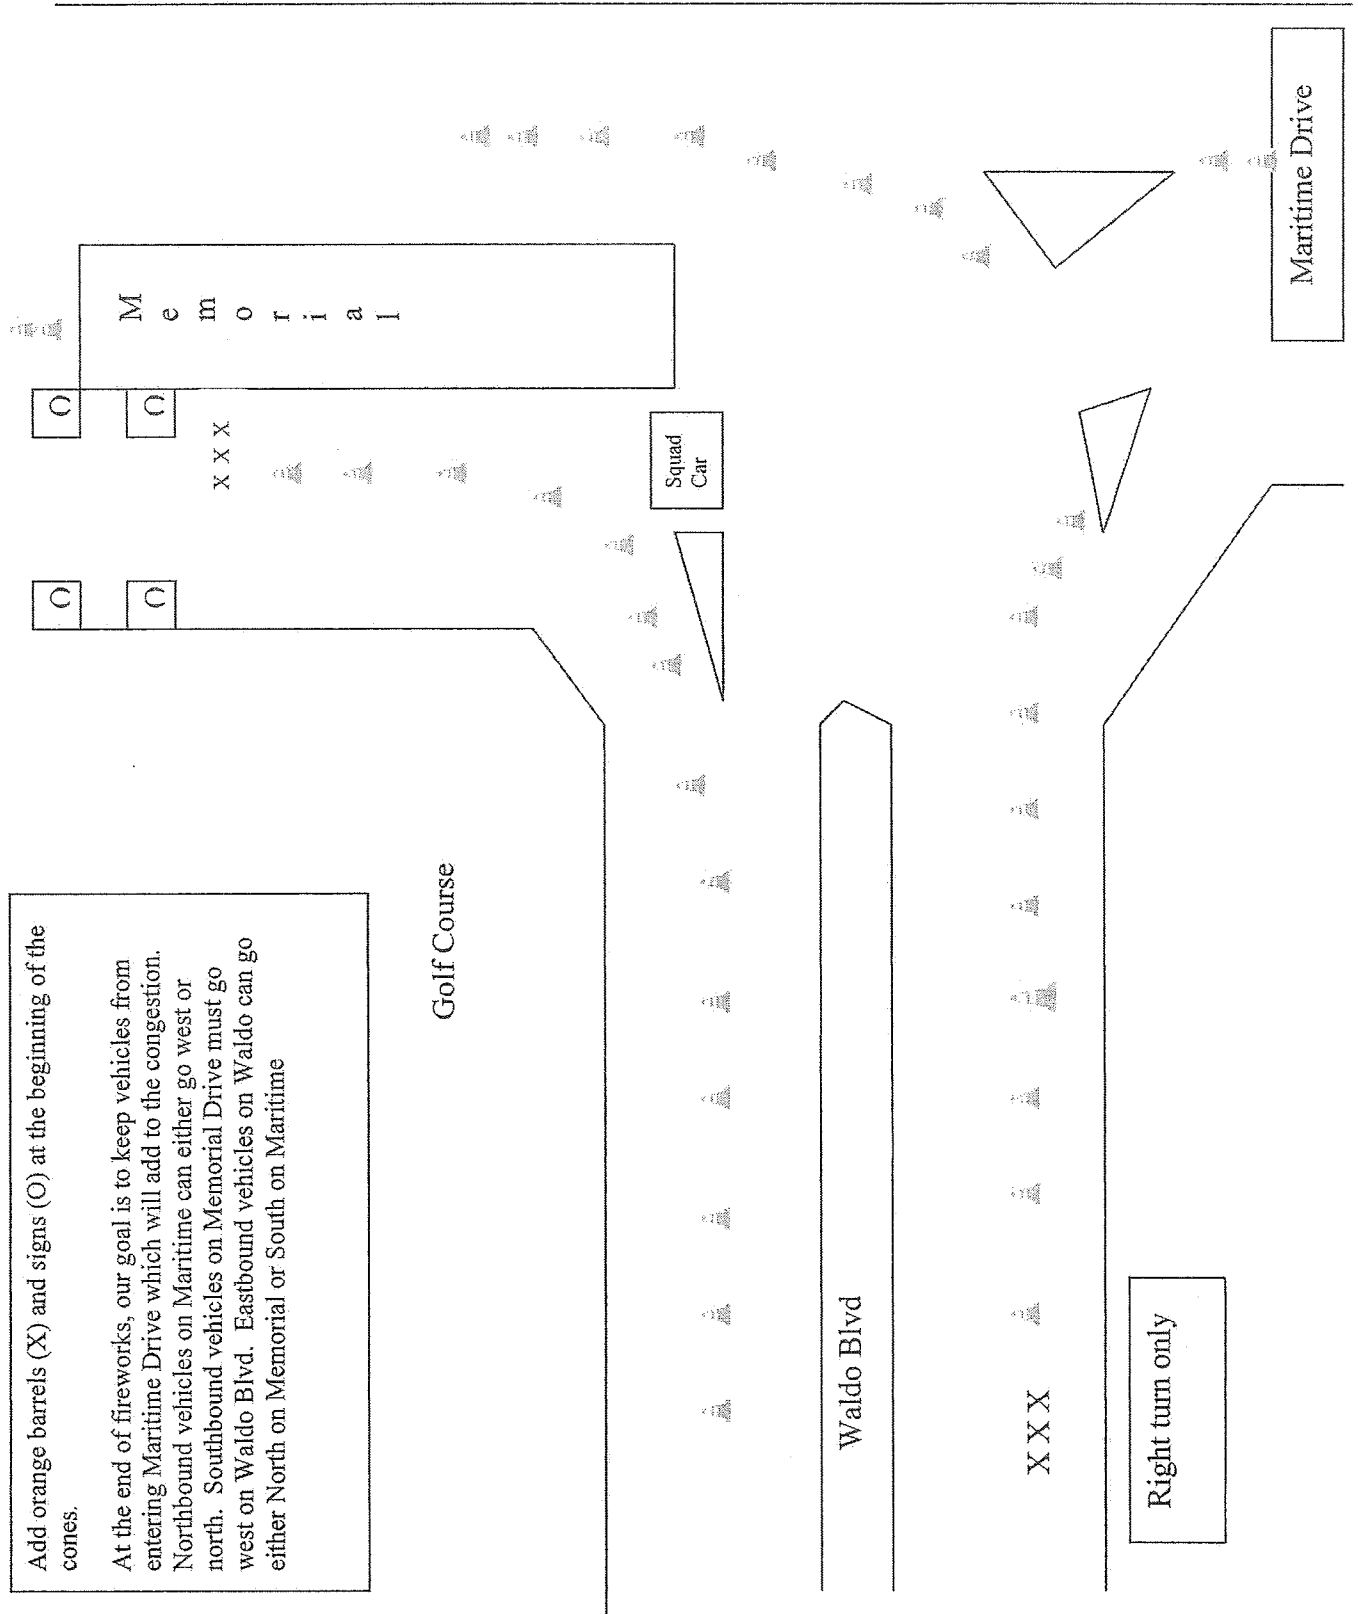 Add orange barrels (X) and signs (O) at the beginning of the
cones.
At the end of fireworks, our goal is to keep vehicles from
entering Maritime Drive which will add to the congestion.
Northbound vehicles on Maritime can either go west or
north. Southbound vehicles on Memorial Drive must go
west on Waldo Blvd. Eastbound vehicles on Waldo can go
either North on Memorial or South on Maritime
Golf Course
O
O
O
O
X X X
M
e
m
o
r
i
a
l
Squad
Car
Waldo Blvd
X X X
Right turn only
Maritime Drive